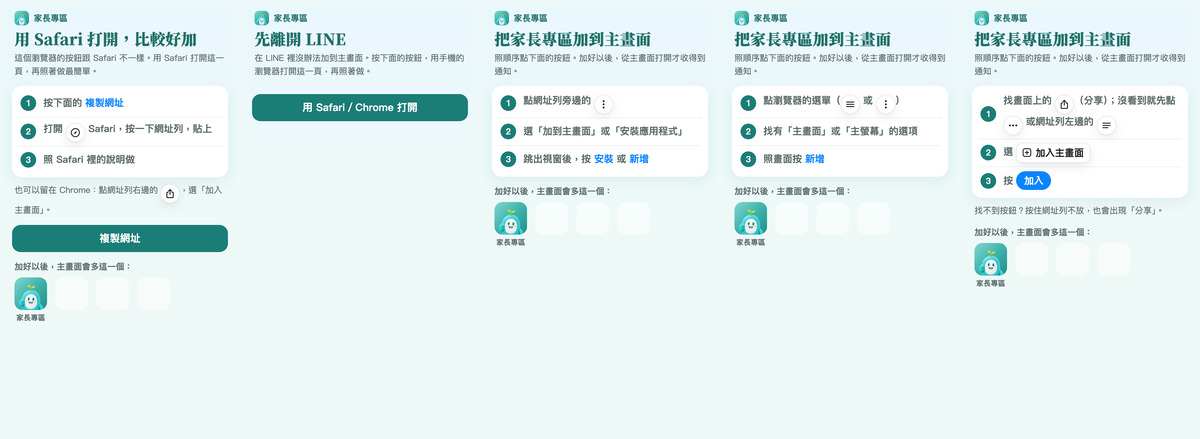 家長專區
用 Safari 打開，比較好加
這個瀏覽器的按鈕跟 Safari 不一樣。用 Safari 打開這一
頁，再照著做最簡單。
1 按下面的 複製網址
2 打開 Safari，按一下網址列，貼上
3 照 Safari 裡的說明做
也可以留在 Chrome：點網址列右邊的 ，選「加入
主畫面」。
複製網址
加好以後，主畫面會多這一個：
家長專區
家長專區
先離開 LINE
在 LINE 裡沒辦法加到主畫面。按下面的按鈕，用手機的
瀏覽器打開這一頁，再照著做。
用 Safari / Chrome 打開
家長專區
把家長專區加到主畫面
照順序點下面的按鈕。加好以後，從主畫面打開才收得到
通知。
1 點網址列旁邊的
2 選「加到主畫面」或「安裝應用程式」
3 跳出視窗後，按 安裝 或 新增
加好以後，主畫面會多這一個：
家長專區
家長專區
把家長專區加到主畫面
照順序點下面的按鈕。加好以後，從主畫面打開才收得到
通知。
1 點瀏覽器的選單（ 或 ）
2 找有「主畫面」或「主螢幕」的選項
3 照畫面按 新增
加好以後，主畫面會多這一個：
家長專區
家長專區
把家長專區加到主畫面
照順序點下面的按鈕。加好以後，從主畫面打開才收得到
通知。
1 找畫面上的 （分享）；沒看到就先點
或網址列左邊的
2 選 加入主畫面
3 按 加入
找不到按鈕？按住網址列不放，也會出現「分享」。
加好以後，主畫面會多這一個：
家長專區